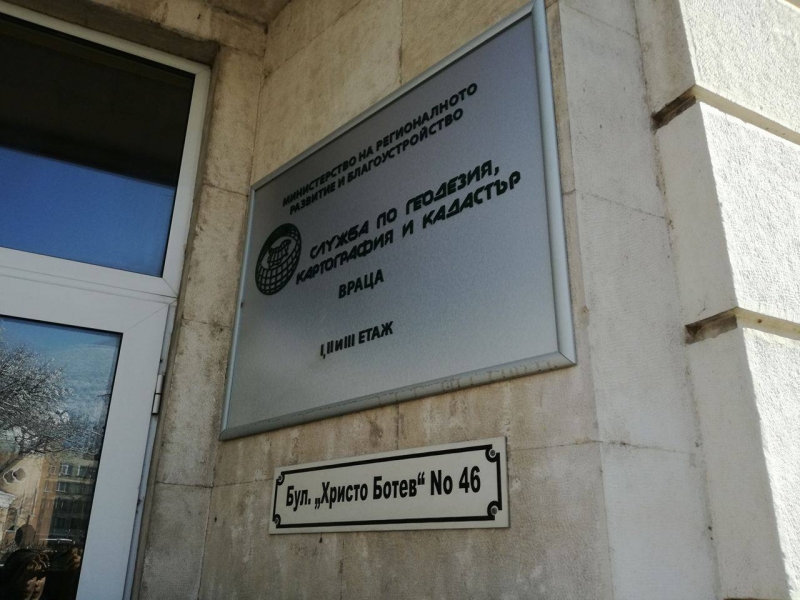 МИНИСТЕРСТВО НА РЕГИОНАЛНОТО
РАЗВИТИЕ И БЛАГОУСТРОЙСТВО
СЛУЖБА ПО ГЕОДЕЗИЯ,
КАРТОГРАФИЯ И КАДАСТЪР
ВРАЦА
I, II и III ЕТАЖ
Бул. „Христо Ботев“ No 46